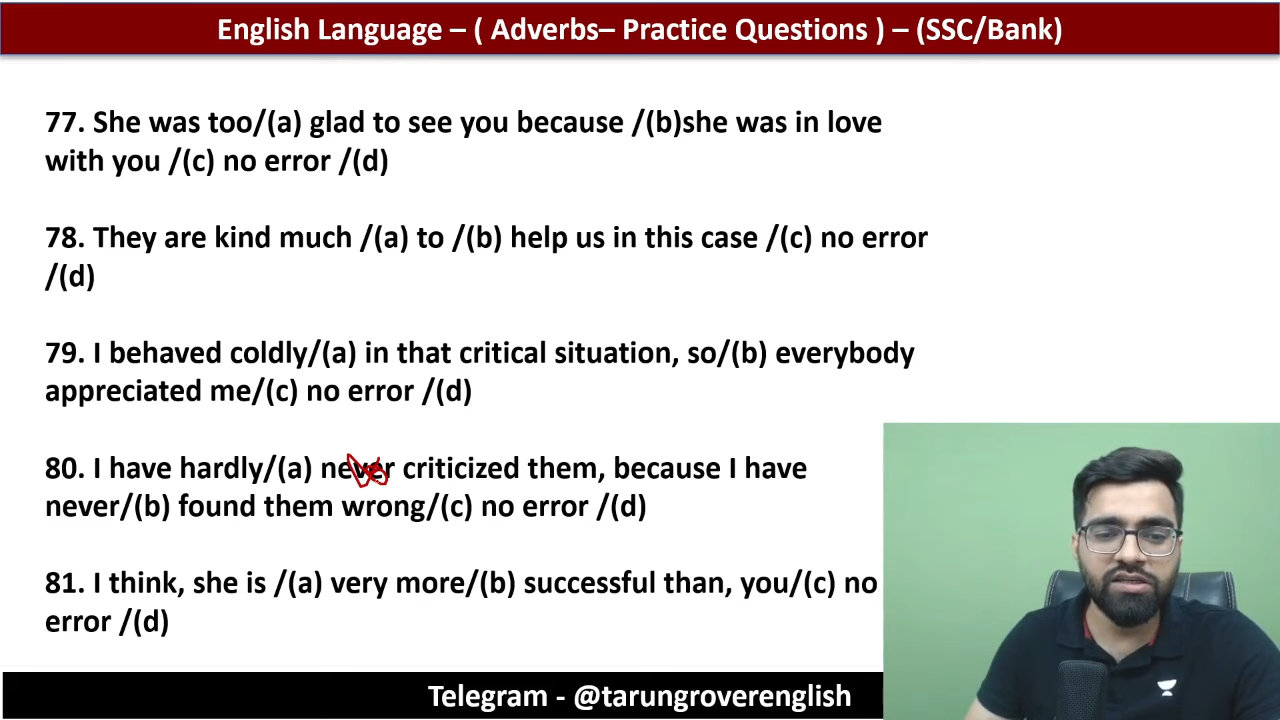 English Language – ( Adverbs– Practice Questions ) – (SSC/Bank)
77. She was too/(a) glad to see you because /(b)she was in love
with you /(c) no error /(d)
78. They are kind much /(a) to /(b) help us in this case /(c) no error
/(d)
79. I behaved coldly/(a) in that critical situation, so/(b) everybody
appreciated me/(c) no error /(d)
80. I have hardly/(a) never criticized them, because I have
never/(b) found them wrong/(c) no error /(d)
81. I think, she is /(a) very more/(b) successful than, you/(c) no
error /(d)
Telegram - @tarungroverenglish